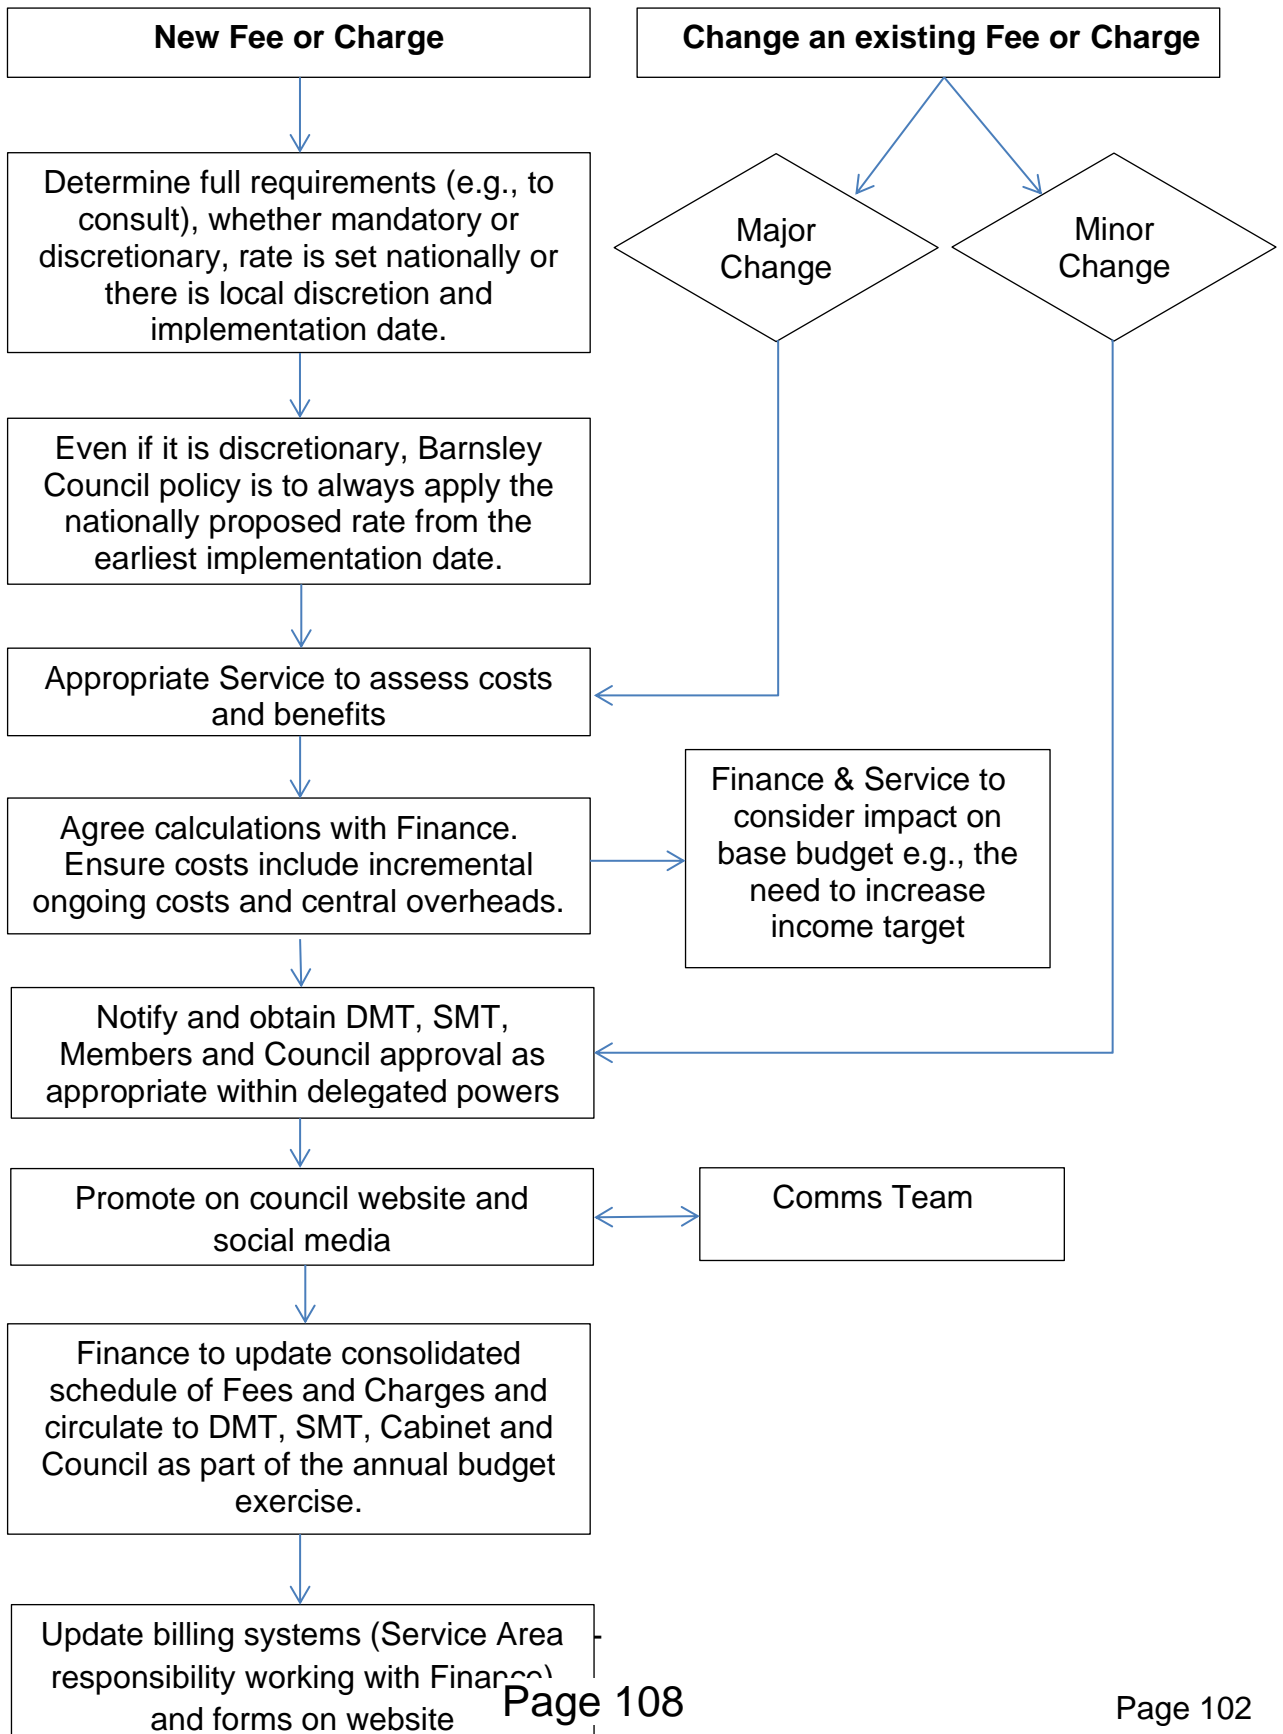 New Fee or Charge
Change an existing Fee or Charge
Determine full requirements (e.g., to
consult), whether mandatory or
discretionary, rate is set nationally or
there is local discretion and
implementation date.
Major
Change
Minor
Change
Even if it is discretionary, Barnsley
Council policy is to always apply the
nationally proposed rate from the
earliest implementation date.
Appropriate Service to assess costs
and benefits
Agree calculations with Finance.
Ensure costs include incremental
ongoing costs and central overheads.
Finance & Service to
consider impact on
base budget e.g., the
need to increase
income target
Notify and obtain DMT, SMT,
Members and Council approval as
appropriate within delegated powers
Promote on council website and
social media
Comms Team
Finance to update consolidated
schedule of Fees and Charges and
circulate to DMT, SMT, Cabinet and
Council as part of the annual budget
exercise.
Update billing systems (Service Area -
responsibility working with Finance)
and forms on website
Page 108
Page 102